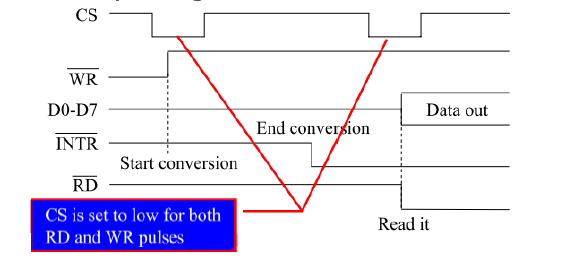 CS
WR
D0-D7
Data out
End conversion
INTR
Start conversion
RD
CS is set to low for both
RD and WR pulses
Read it